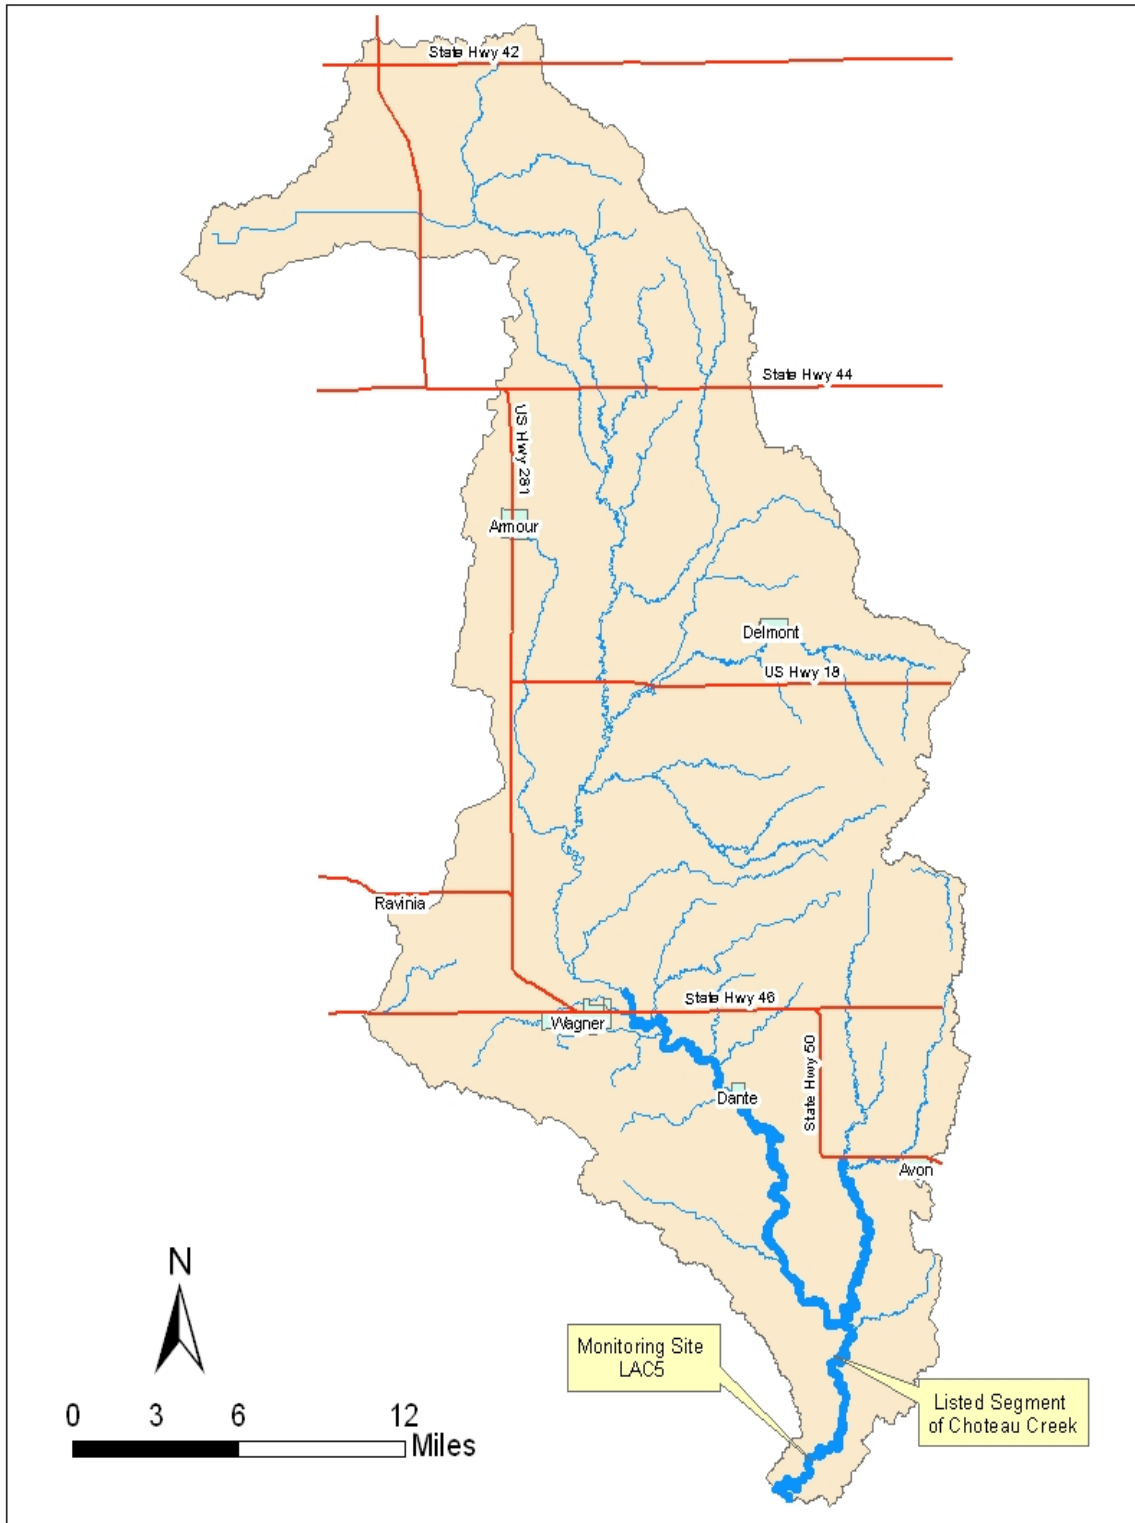 State Hwy 42
State Hwy 44
US Hwy 281
Armour
Delmont
US Hwy 18
Ravinia
State Hwy 46
Wagner
State Hwy 50
Dante
Avon
N
Monitoring Site
LAC5
Listed Segment
of Choteau Creek
0 3 6 12
Miles